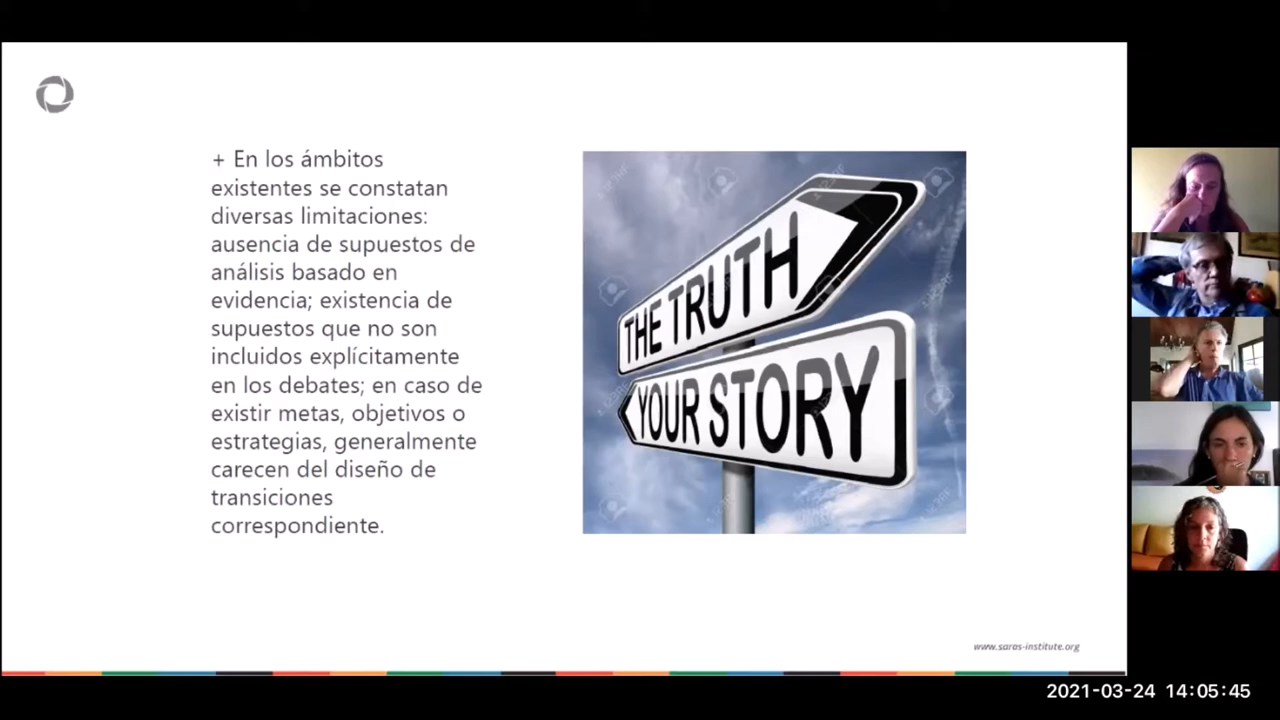 + En los ámbitos
existentes se constatan
diversas limitaciones:
ausencia de supuestos de
análisis basado en
evidencia; existencia de
supuestos que no son
incluidos explícitamente
en los debates; en caso de
existir metas, objetivos o
estrategias, generalmente
carecen del diseño de
transiciones
correspondiente.
THE TRUTH
YOUR STORY
www.saras-institute.org
2021-03-24 14:05:45